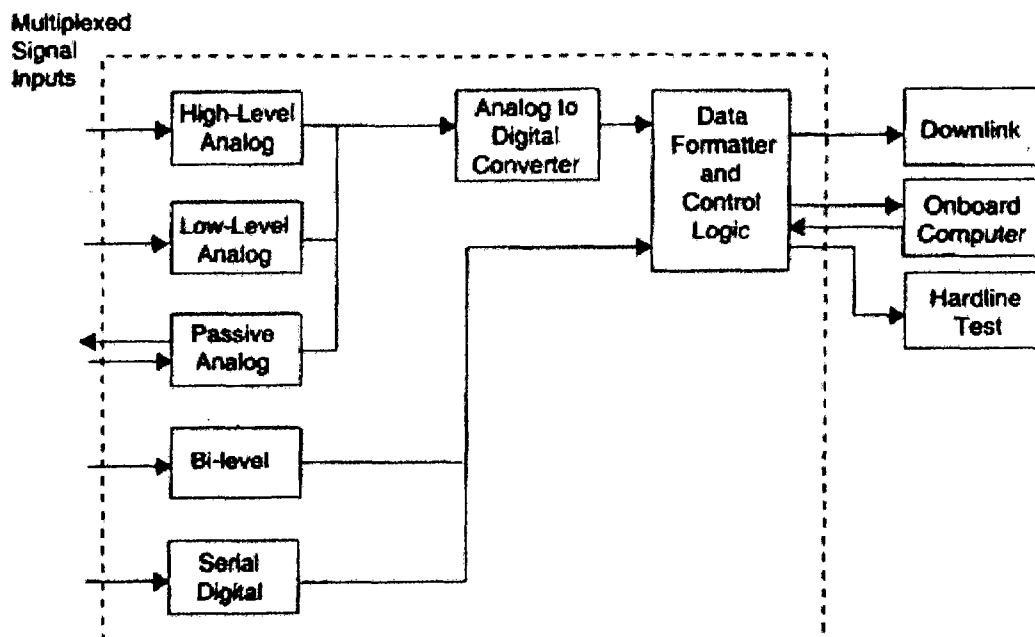 Multiplexed
Signal
Inputs
High-Level
Analog
Low-Level
Analog
Passive
Analog
Bi-level
Serial
Digital
Analog to
Digital
Converter
Data
Formatter
and
Control
Logic
Downlink
Onboard
Computer
Hardline
Test